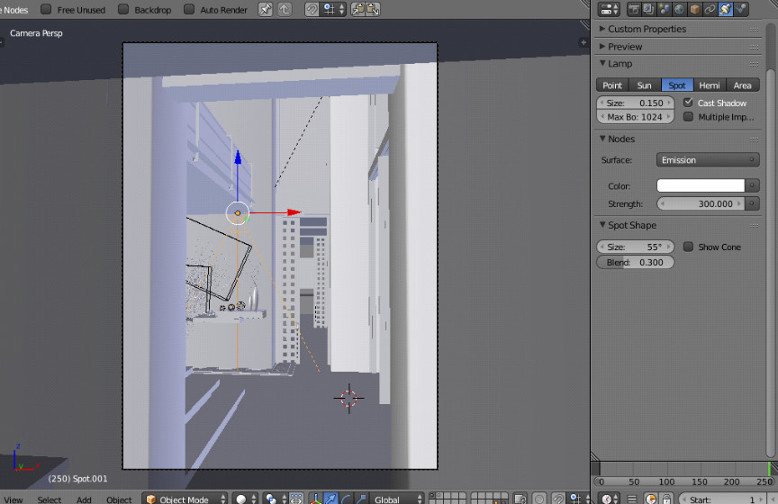 e Nodes Free Unused Backdrop Auto Render
Camera Persp
Custom Properties
Preview
Lamp
Point Sun Spot Hemi Area
Size: 0.150 Cast Shadow
Max Bo: 1024 Multiple Imp...
Nodes
Surface: Emission
Color:
Strength: 300.000
Spot Shape
Size: 55° Show Cone
Blend: 0.300
z
y x
(250) Spot.001
0 50 100 150 200 250
View Select Add Object Object Mode Global Start: 1